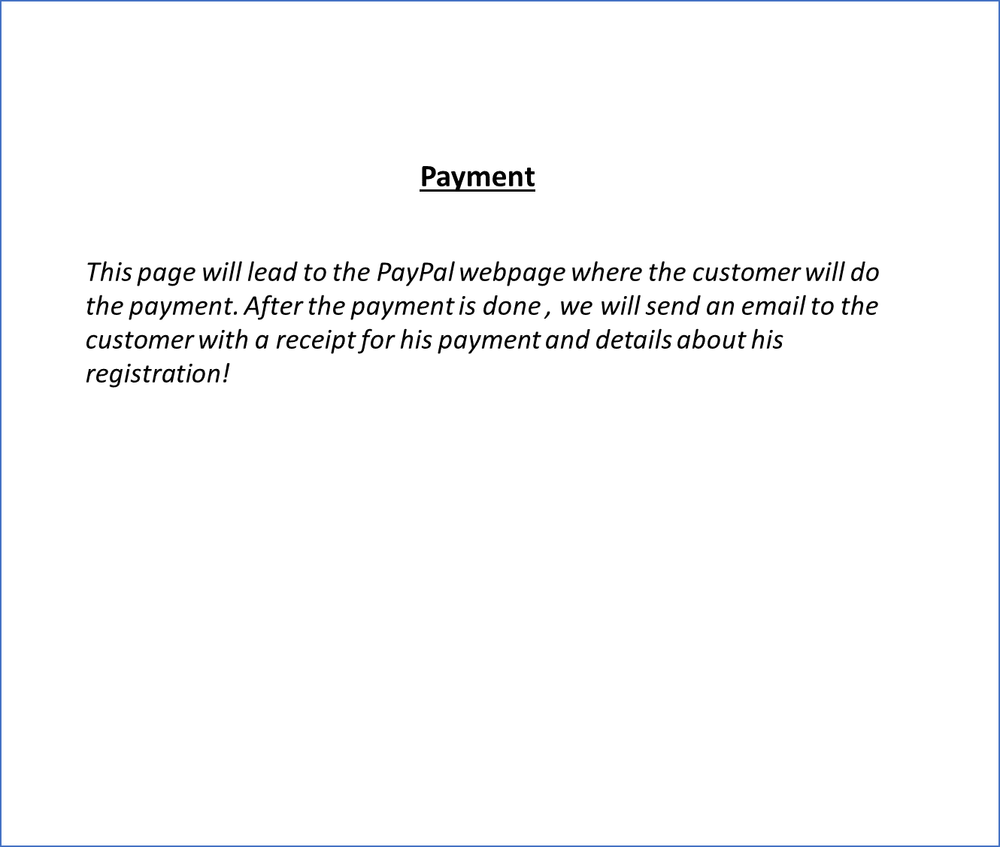 Payment
This page will lead to the PayPal webpage where the customer will do
the payment. After the payment is done , we will send an email to the
customer with a receipt for his payment and details about his
registration!